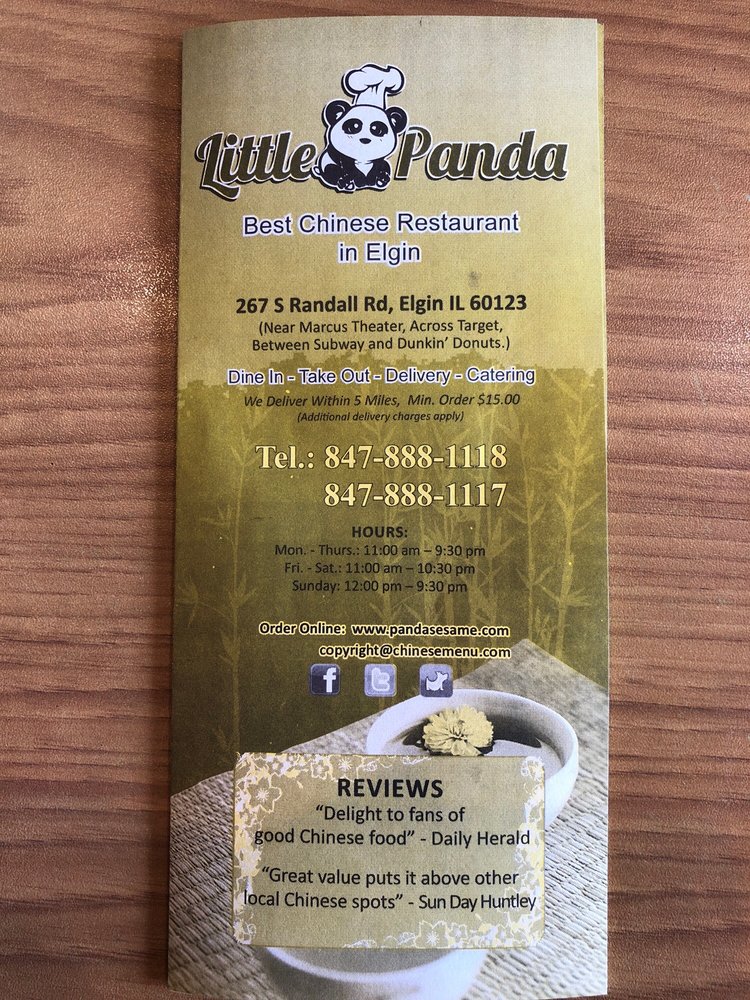 Little Panda
Best Chinese Restaurant
in Elgin
267 S Randall Rd, Elgin IL 60123
(Near Marcus Theater, Across Target,
Between Subway and Dunkin' Donuts.)
Dine In - Take Out - Delivery - Catering
We Deliver Within 5 Miles, Min. Order $15.00
(Additional delivery charges apply)
Tel.: 847-888-1118
847-888-1117
HOURS:
Mon. - Thurs.: 11:00 am – 9:30 pm
Fri. - Sat.: 11:00 am – 10:30 pm
Sunday: 12:00 pm – 9:30 pm
Order Online: www.pandasesame.com
copyright@chinesemenu.com
f t
REVIEWS
“Delight to fans of
good Chinese food” - Daily Herald
“Great value puts it above other
local Chinese spots” - Sun Day Huntley